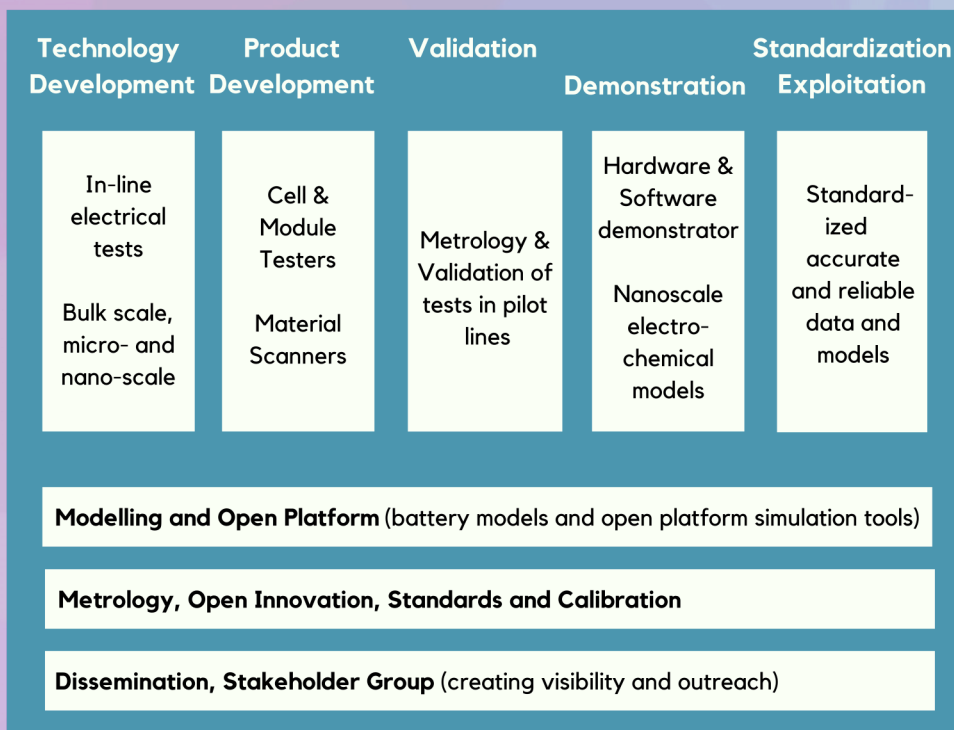 Technology
Development
Product
Development
Validation
Demonstration
Standardization
Exploitation
In-line
electrical
tests
Bulk scale,
micro- and
nano-scale
Cell &
Module
Testers
Material
Scanners
Metrology &
Validation of
tests in pilot
lines
Hardware &
Software
demonstrator
Nanoscale
electro-
chemical
models
Standard-
ized
accurate
and reliable
data and
models
Modelling and Open Platform (battery models and open platform simulation tools)
Metrology, Open Innovation, Standards and Calibration
Dissemination, Stakeholder Group (creating visibility and outreach)